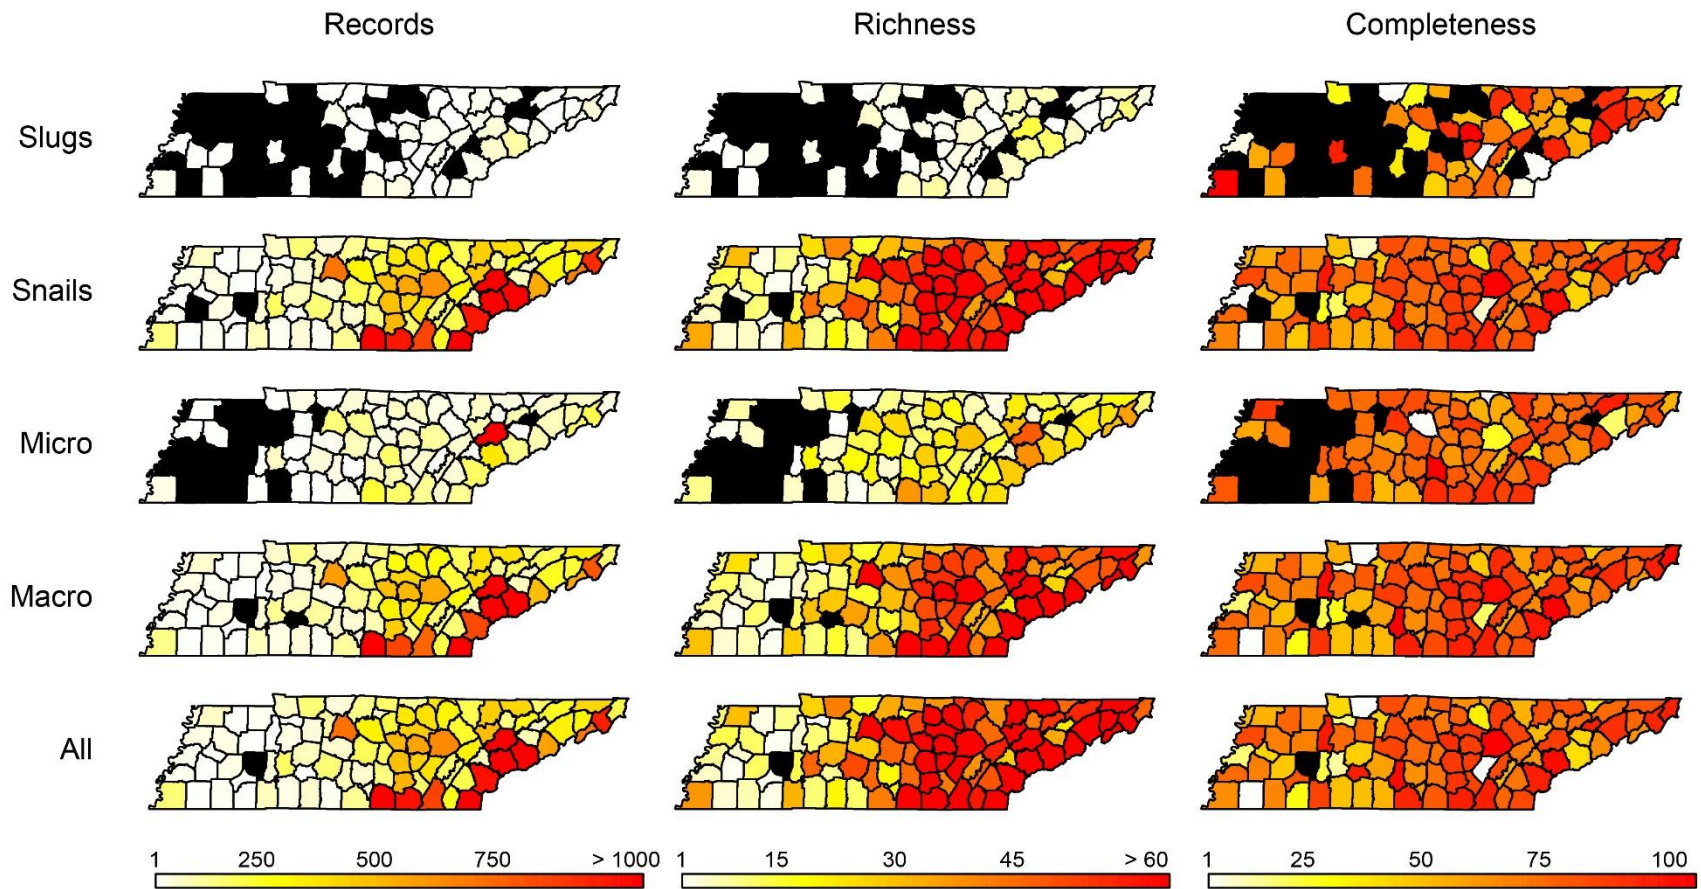 Records Richness Completeness
Slugs
Snails
Micro
Macro
All
1 250 500 750 > 1000 1 15 30 45 > 60 1 25 50 75 100